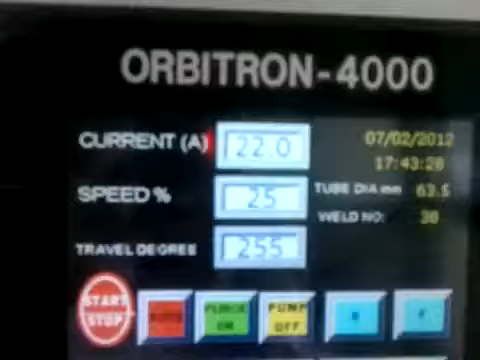 ORBITRON-4000
CURRENT (A) 22.0
07/02/2012
17:43:28
SPEED % 25
TUBE DIA mm 63.5
WELD NO: 38
TRAVEL DEGREE 255
START
STOP
PURGE
ON
PUMP
OFF